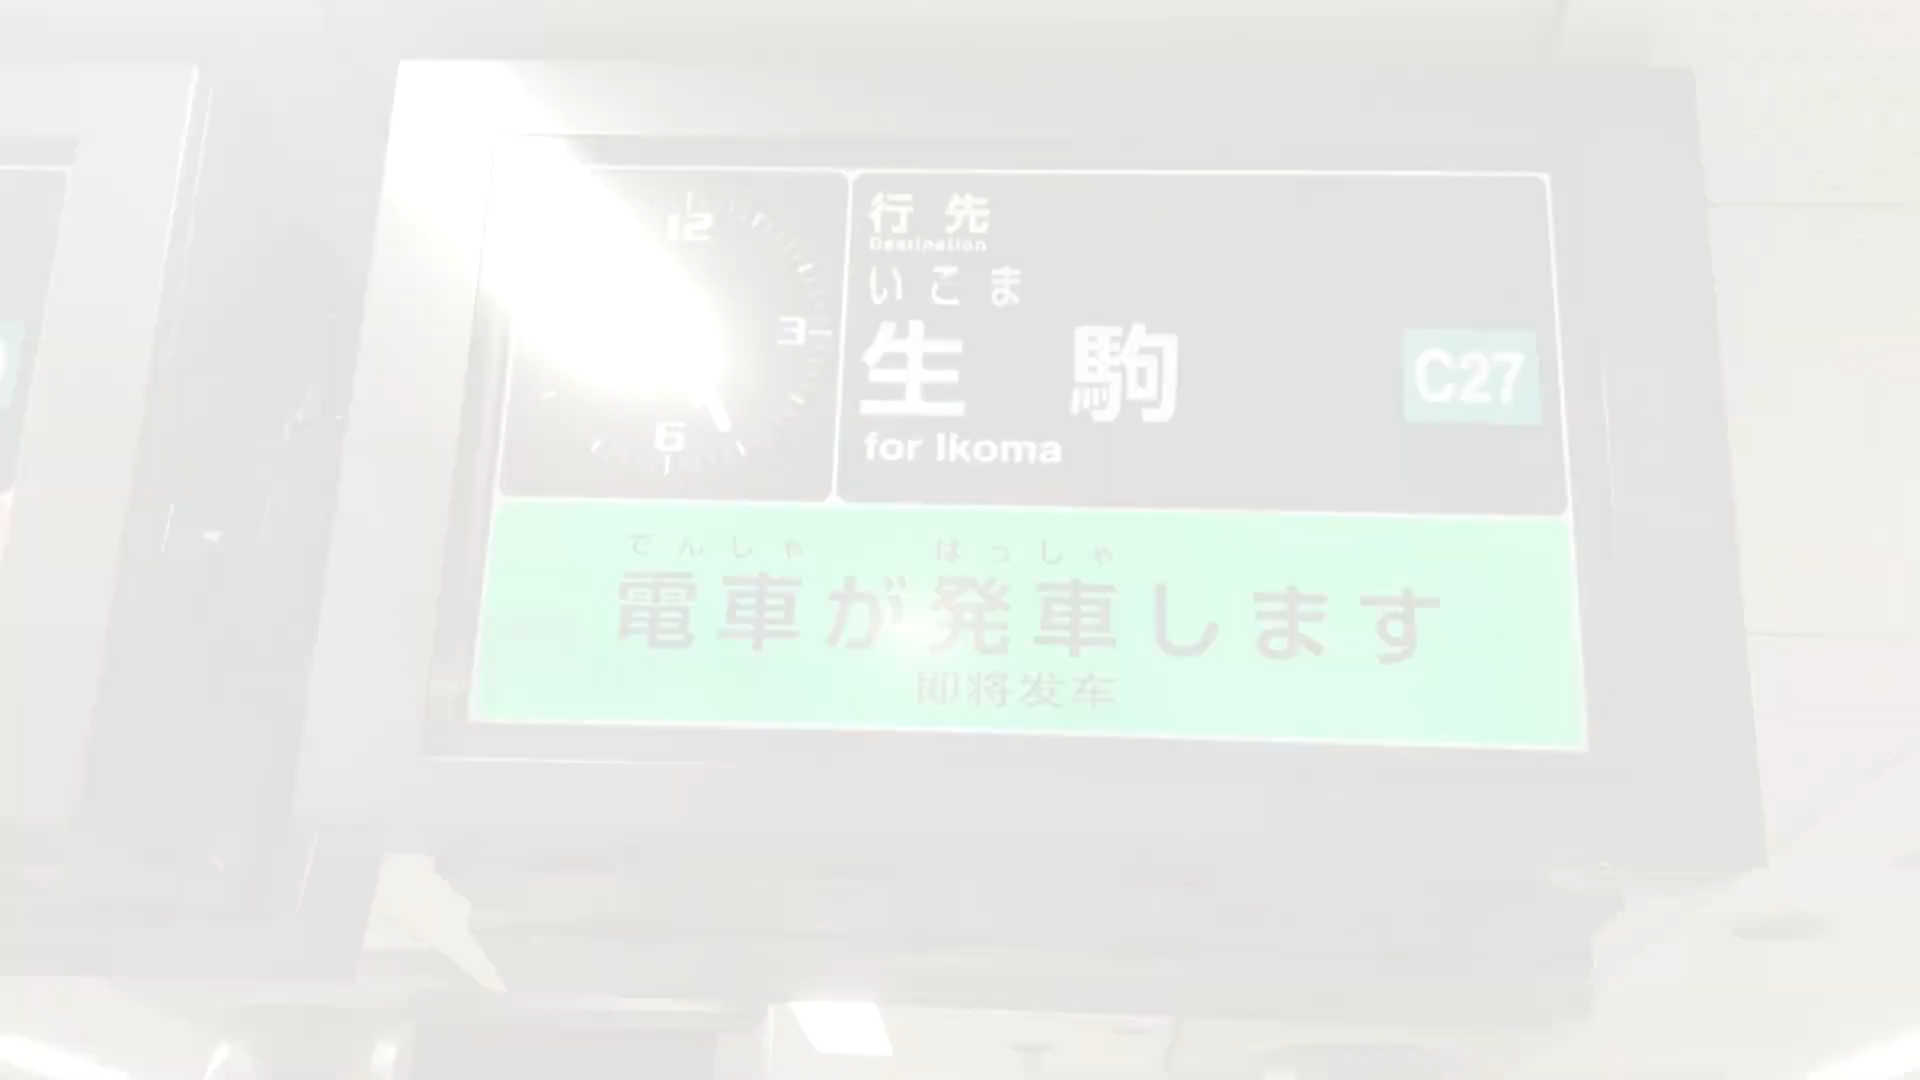 12
3
6
行先
Destination
いこま
生駒
C27
for Ikoma
でんしゃ はっしゃ
電車が発車します
即将发车